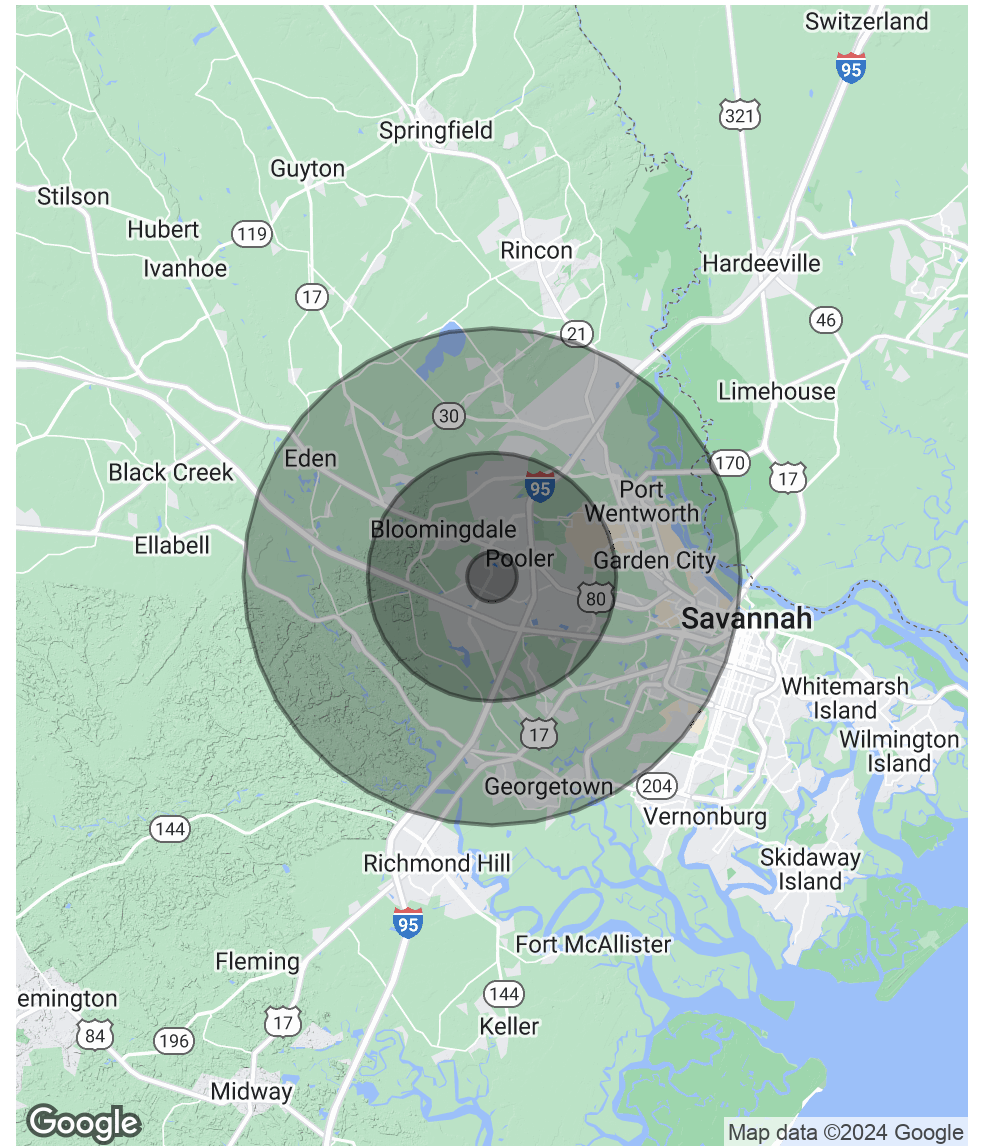 Switzerland
95
321
Springfield
Guyton
Stilson
Hubert
119
Rincon
Hardeeville
Ivanhoe
17
46
21
Limehouse
30
Eden
170
Black Creek
17
95
Port
Wentworth
Bloomingdale
Ellabell
Pooler
Garden City
80
Savannah
Whitemarsh
Island
17
Wilmington
Island
Georgetown
204
Vernonburg
144
Richmond Hill
Skidaway
Island
95
Fort McAllister
Fleming
emington
144
17
Keller
84
196
Midway
Google
Map data ©2024 Google